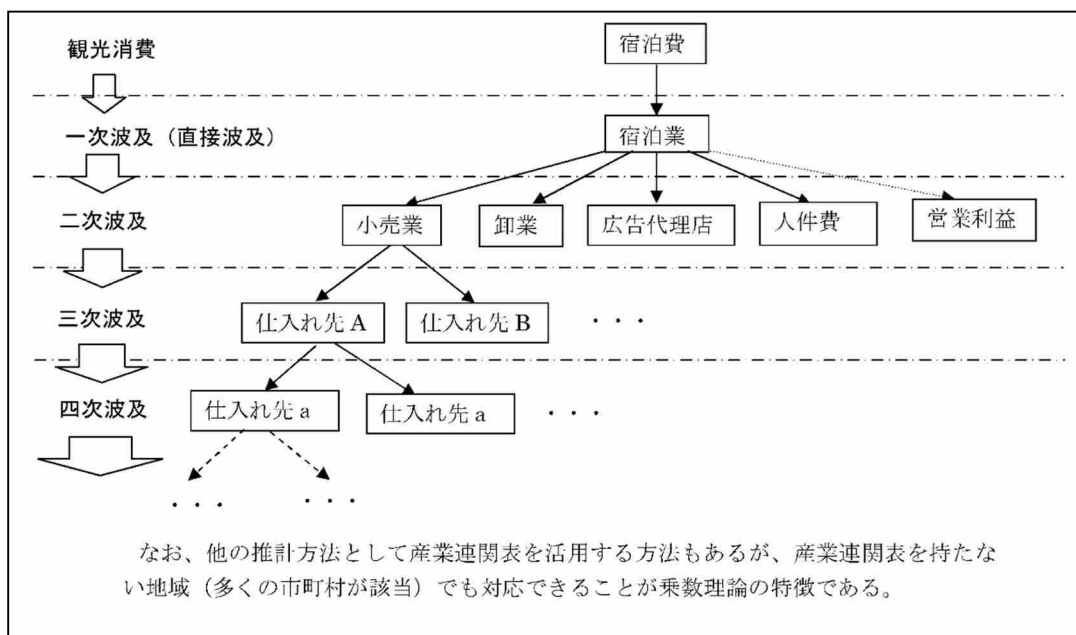 観光消費
宿泊費
一次波及（直接波及）
宿泊業
二次波及
小売業
卸業
広告代理店
人件費
営業利益
三次波及
仕入れ先 A
仕入れ先 B
・・・
四次波及
仕入れ先 a
仕入れ先 a
・・・
・・・
・・・
なお、他の推計方法として産業連関表を活用する方法もあるが、産業連関表を持たな
い地域（多くの市町村が該当）でも対応できることが乗数理論の特徴である。